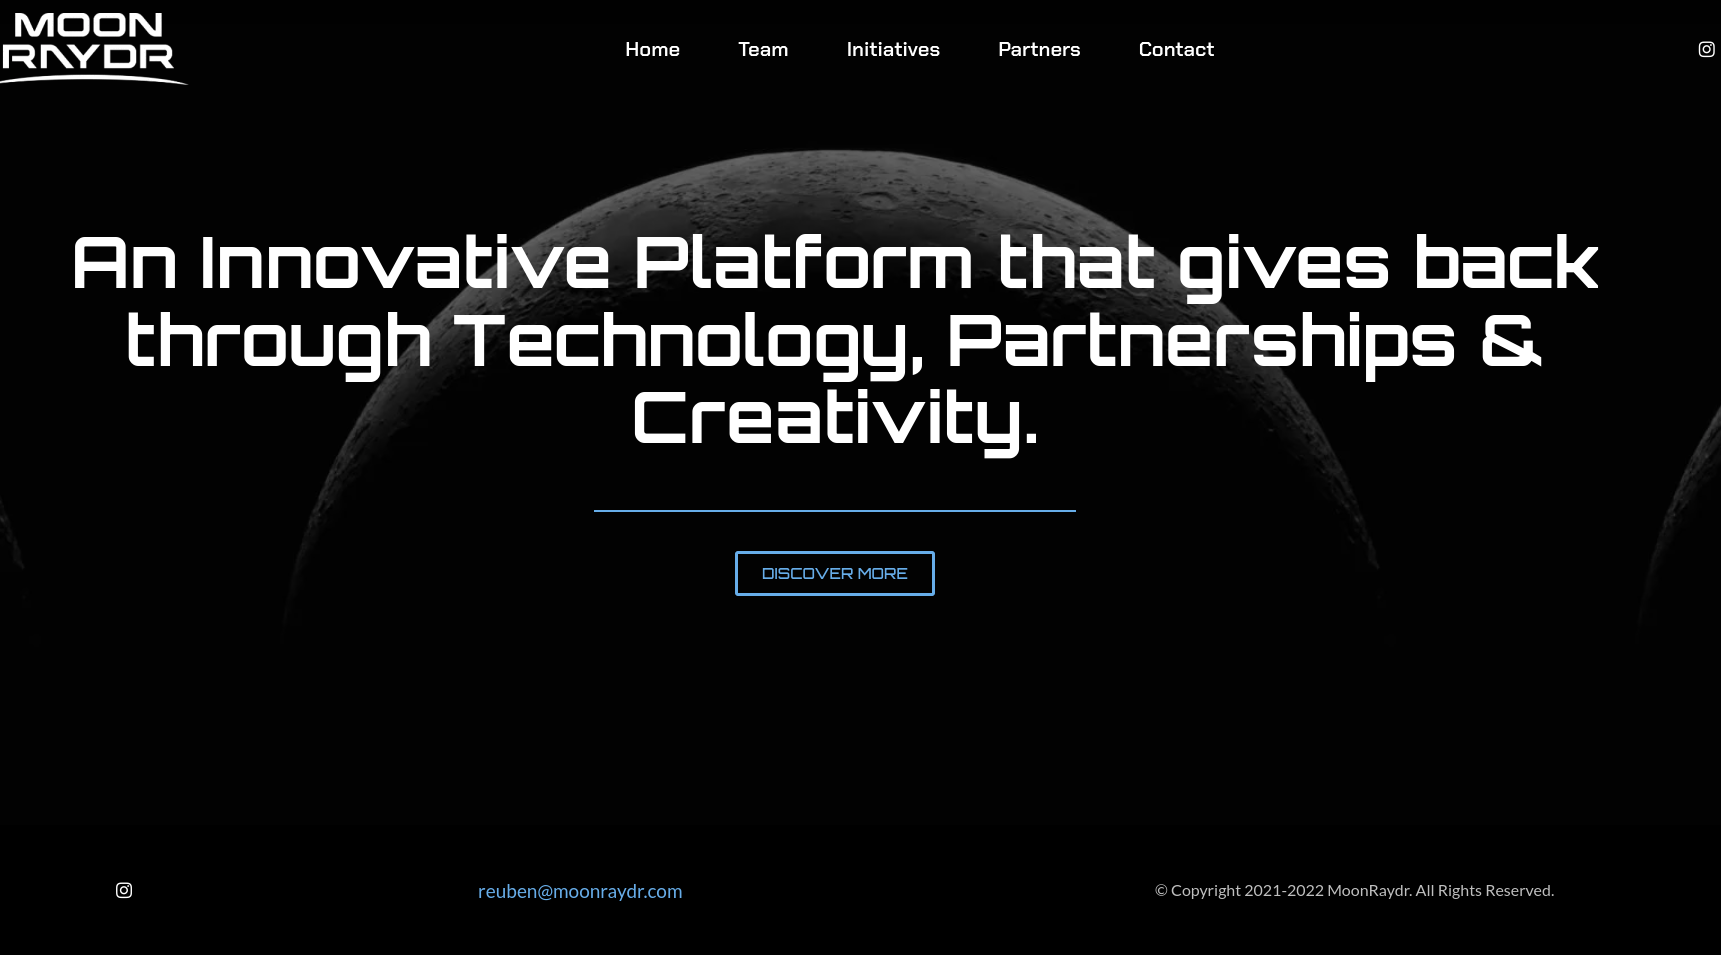 MOON
RAYDR
Home Team Initiatives Partners Contact
An Innovative Platform that gives back
through Technology, Partnerships &
Creativity.
DISCOVER MORE
reuben@moonraydr.com
© Copyright 2021-2022 MoonRaydr. All Rights Reserved.